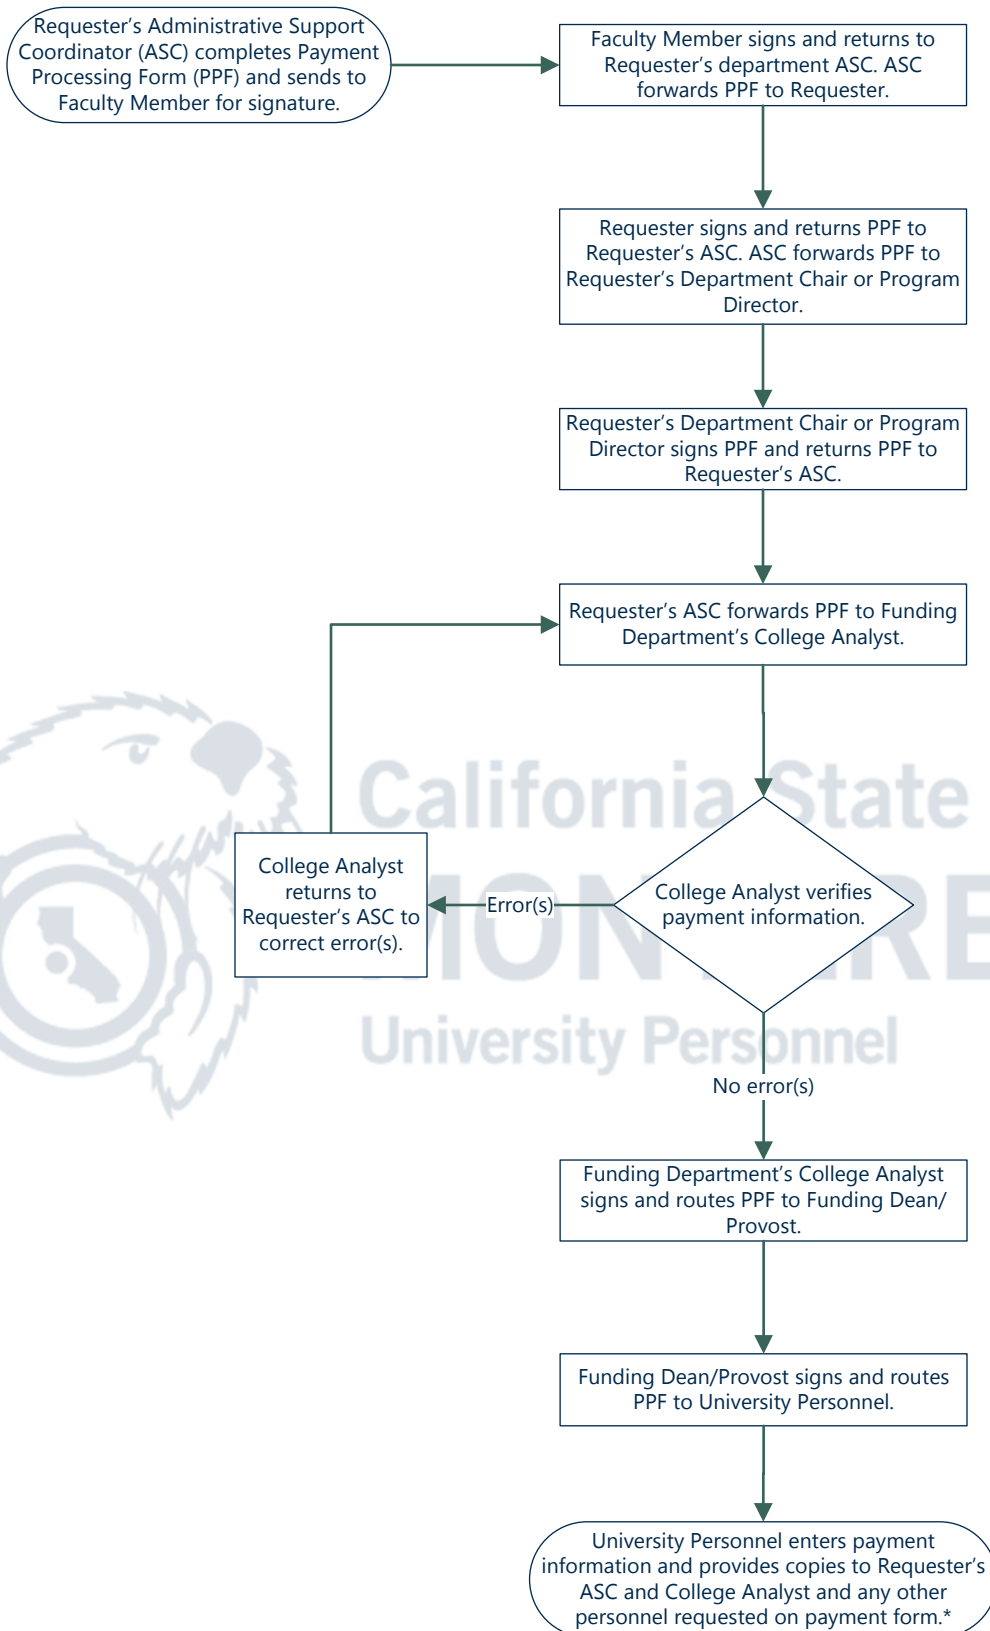 Requester’s Administrative Support
Coordinator (ASC) completes Payment
Processing Form (PPF) and sends to
Faculty Member for signature.
Faculty Member signs and returns to
Requester’s department ASC. ASC
forwards PPF to Requester.
Requester signs and returns PPF to
Requester’s ASC. ASC forwards PPF to
Requester’s Department Chair or Program
Director.
Requester’s Department Chair or Program
Director signs PPF and returns PPF to
Requester’s ASC.
Requester’s ASC forwards PPF to Funding
Department’s College Analyst.
California State
College Analyst
returns to
Requester’s ASC to
correct error(s).
Error(s)
College Analyst verifies
payment information.
University Personnel
No error(s)
Funding Department’s College Analyst
signs and routes PPF to Funding Dean/
Provost.
Funding Dean/Provost signs and routes
PPF to University Personnel.
University Personnel enters payment
information and provides copies to Requester’s
ASC and College Analyst and any other
personnel requested on payment form.*